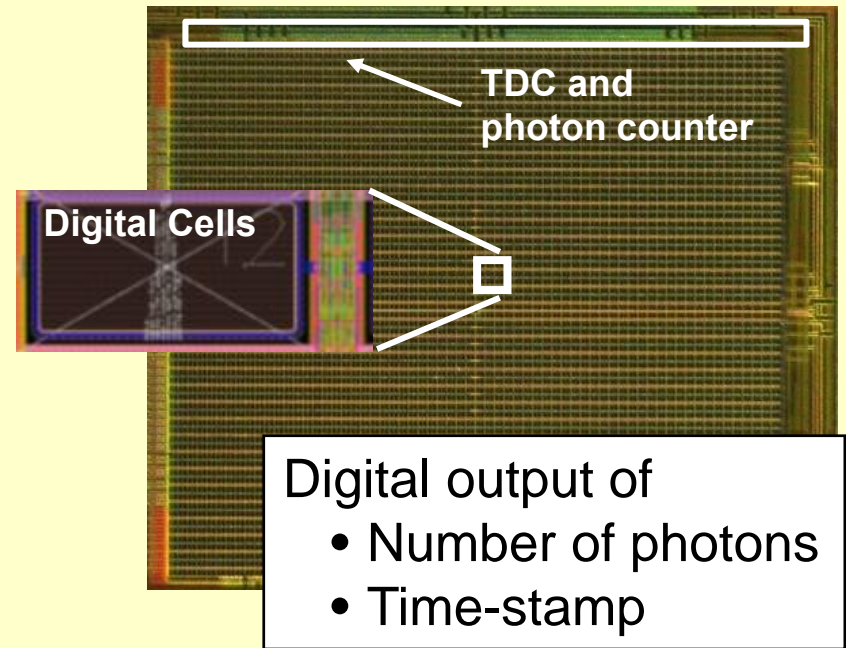 TDC and
photon counter
Digital Cells
Digital output of
• Number of photons
• Time-stamp